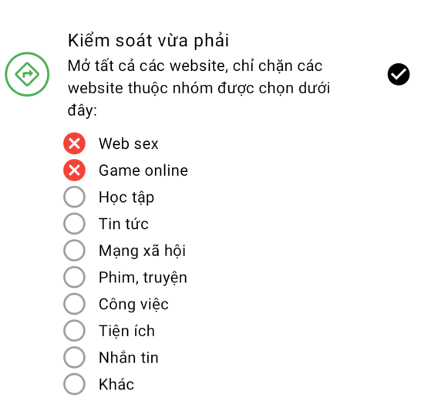 Kiểm soát vừa phải
Mở tất cả các website, chỉ chặn các
website thuộc nhóm được chọn dưới
đây:
Web sex
Game online
Học tập
Tin tức
Mạng xã hội
Phim, truyện
Công việc
Tiện ích
Nhắn tin
Khác